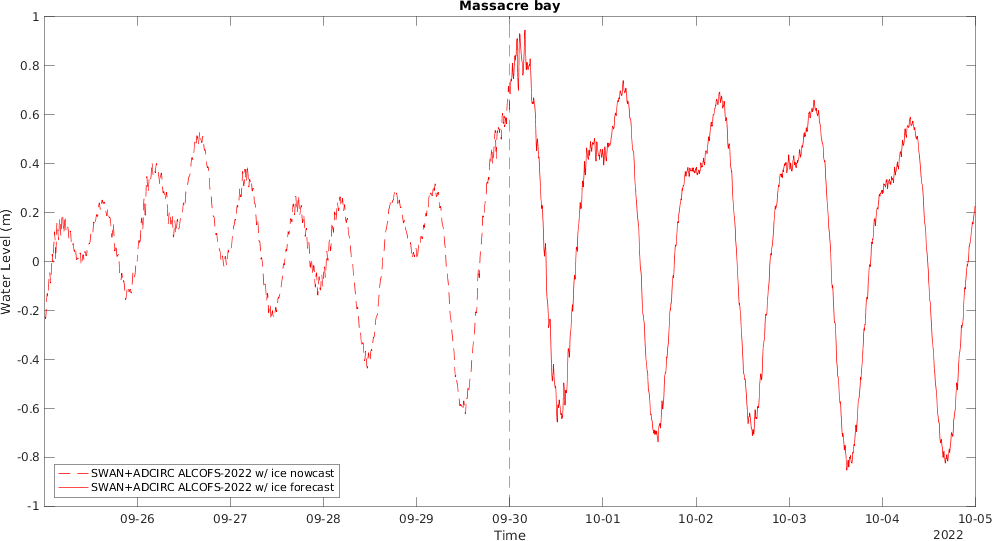 Massacre bay
1
0.8
0.6
0.4
0.2
0
-0.2
-0.4
-0.6
-0.8
-1
Water Level (m)
SWAN+ADCIRC ALCOFS-2022 w/ ice nowcast
SWAN+ADCIRC ALCOFS-2022 w/ ice forecast
09-26 09-27 09-28 09-29 09-30 10-01 10-02 10-03 10-04 10-05
Time 2022